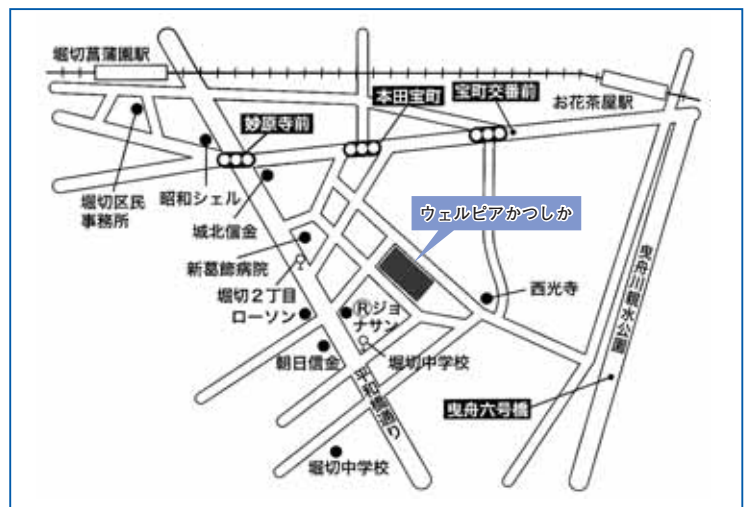 堀切菖蒲園駅
本田宝町
宝町交番前
お花茶屋駅
妙原寺前
堀切区民
事務所
昭和シェル
城北信金
ウェルピアかつしか
新葛飾病院
堀切２丁目
ローソン
Ⓡジョ
ナサン
西光寺
曳舟川親水公園
朝日信金
堀切中学校
平和橋通り
曳舟六号橋
堀切中学校